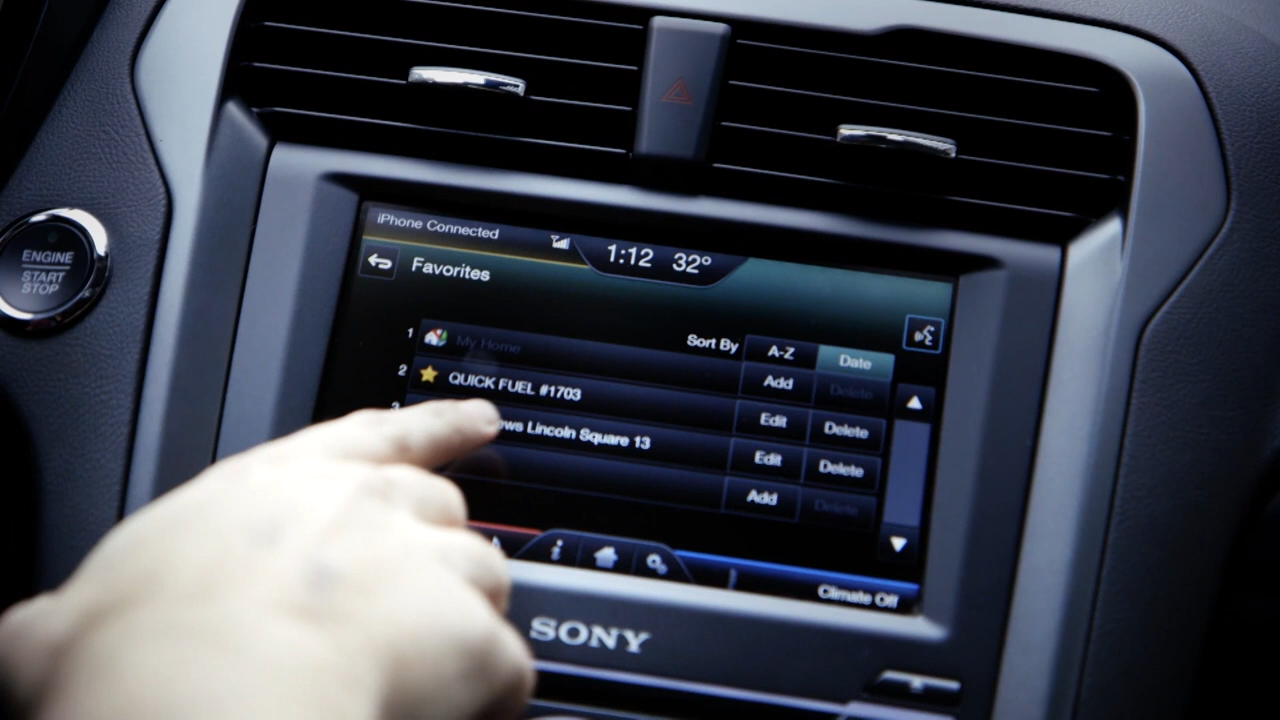 iPhone Connected
1:12 32°
Favorites
Sort By A-Z Date
1 My Home Add Delete
2 QUICK FUEL #1703 Edit Delete
3 Lincoln Square 13 Edit Delete
Add Delete
Climate Off
SONY
ENGINE
START
STOP